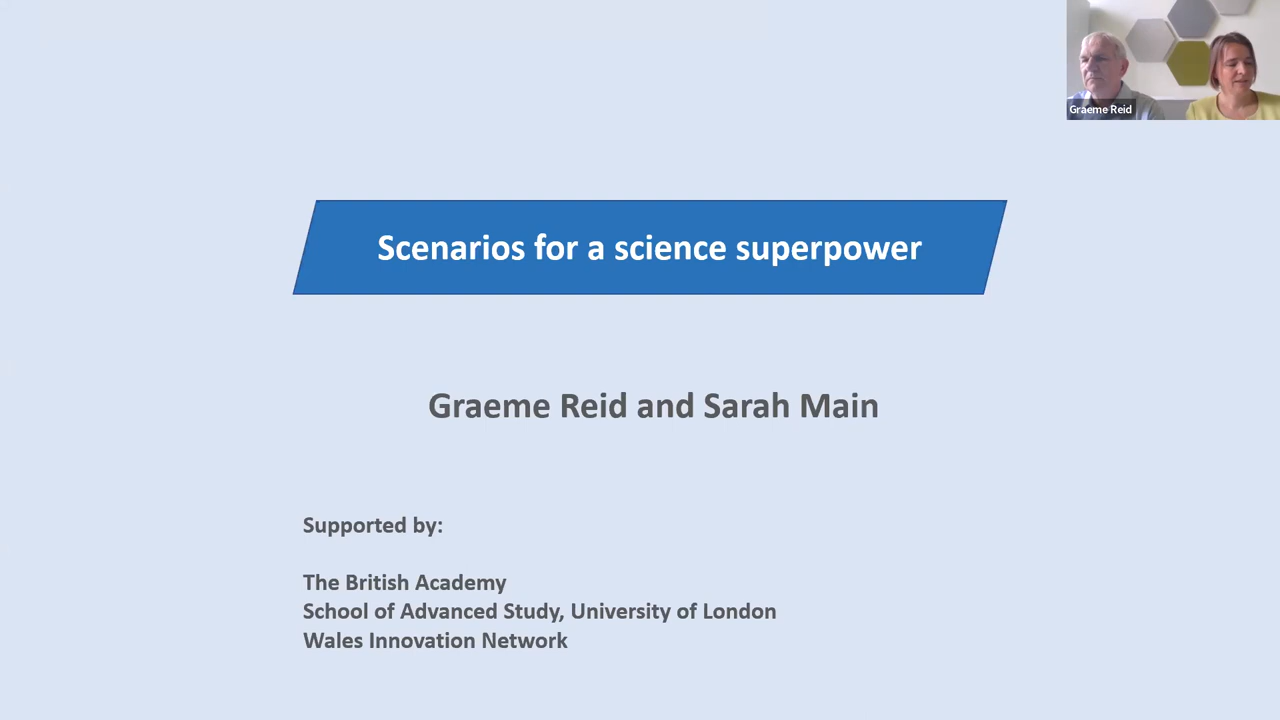 Graeme Reid
Scenarios for a science superpower
Graeme Reid and Sarah Main
Supported by:
The British Academy
School of Advanced Study, University of London
Wales Innovation Network